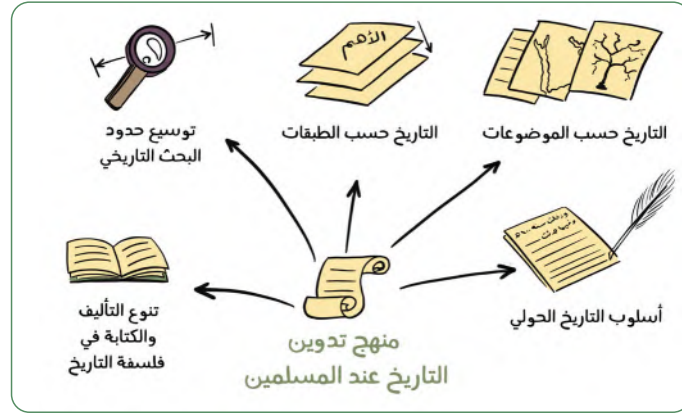 الأهم
توسيع حدود
البحث التاريخي
التاريخ حسب الطبقات
التاريخ حسب الموضوعات
أسلوب التاريخ الحولي
تنوع التأليف
والكتابة في
فلسفة التاريخ
منهج تدوين
التاريخ عند المسلمين